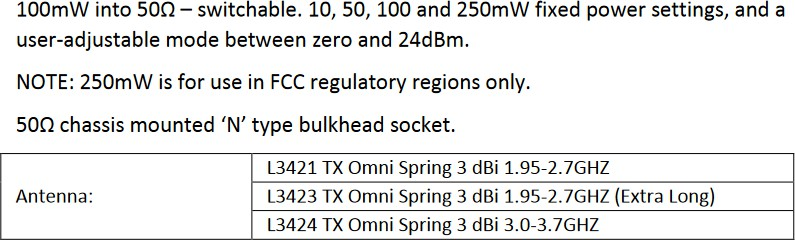 100mW into 50Ω – switchable. 10, 50, 100 and 250mW fixed power settings, and a
user-adjustable mode between zero and 24dBm.
NOTE: 250mW is for use in FCC regulatory regions only.
50Ω chassis mounted ‘N’ type bulkhead socket.
Antenna:
L3421 TX Omni Spring 3 dBi 1.95-2.7GHZ
L3423 TX Omni Spring 3 dBi 1.95-2.7GHZ (Extra Long)
L3424 TX Omni Spring 3 dBi 3.0-3.7GHZ